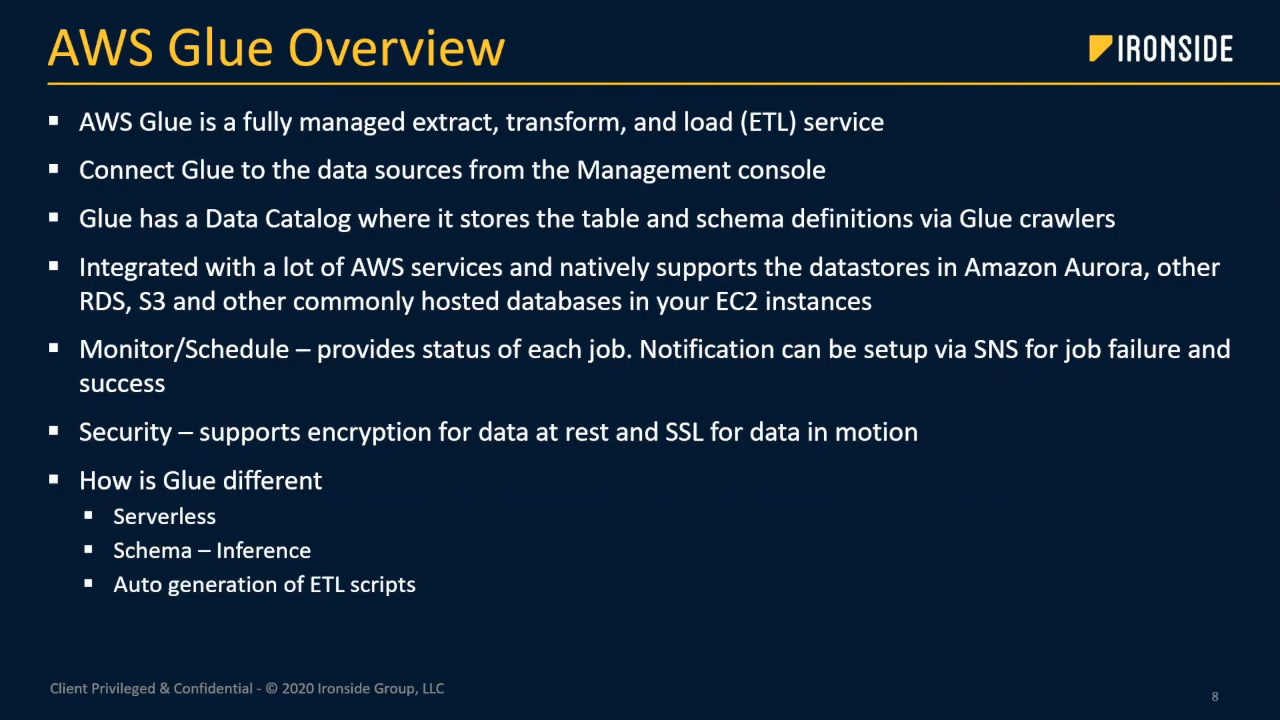 AWS Glue Overview
IRONSIDE
▪ AWS Glue is a fully managed extract, transform, and load (ETL) service
▪ Connect Glue to the data sources from the Management console
▪ Glue has a Data Catalog where it stores the table and schema definitions via Glue crawlers
▪ Integrated with a lot of AWS services and natively supports the datastores in Amazon Aurora, other
RDS, S3 and other commonly hosted databases in your EC2 instances
▪ Monitor/Schedule – provides status of each job. Notification can be setup via SNS for job failure and
success
▪ Security – supports encryption for data at rest and SSL for data in motion
▪ How is Glue different
▪ Serverless
▪ Schema – Inference
▪ Auto generation of ETL scripts
Client Privileged & Confidential - © 2020 Ironside Group, LLC
8